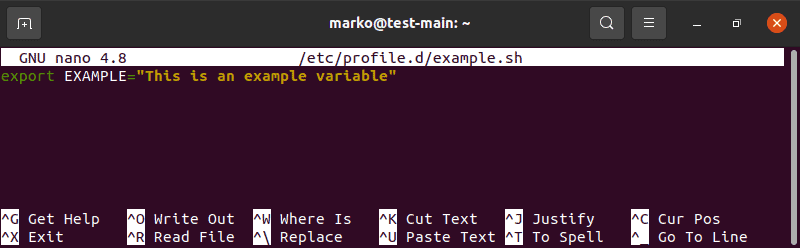 marko@test-main: ~
GNU nano 4.8 /etc/profile.d/example.sh
export EXAMPLE="This is an example variable"
^G Get Help ^O Write Out ^W Where Is ^K Cut Text ^J Justify ^C Cur Pos
^X Exit ^R Read File ^\ Replace ^U Paste Text ^T To Spell ^_ Go To Line